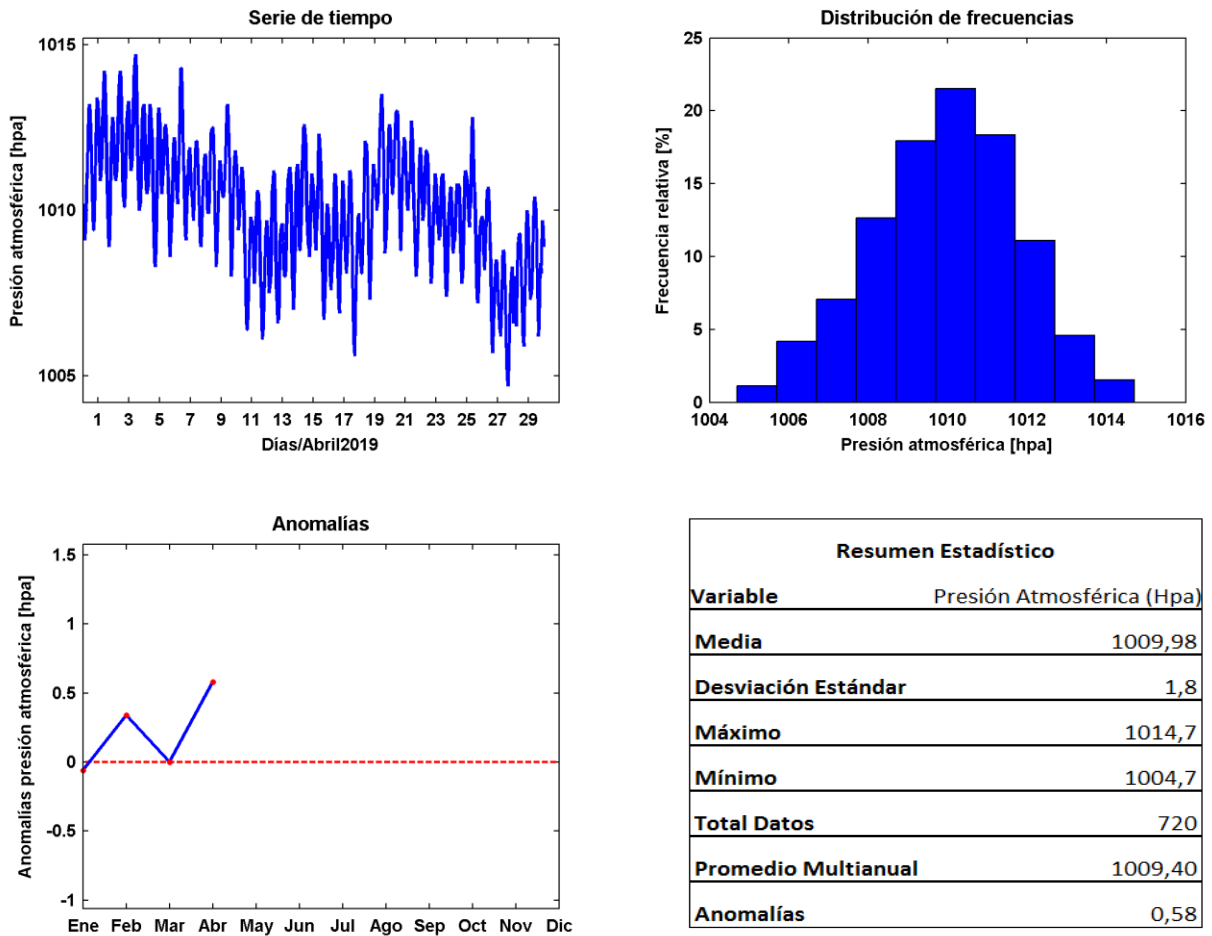 Serie de tiempo
Presión atmosférica [hpa]
1015
1010
1005
1 3 5 7 9 11 13 15 17 19 21 23 25 27 29
Días/Abril2019
Distribución de frecuencias
Frecuencia relativa [%]
25
20
15
10
5
0
1004 1006 1008 1010 1012 1014 1016
Presión atmosférica [hpa]
Anomalías
Anomalías presión atmosférica [hpa]
1.5
1
0.5
0
-0.5
-1
Ene Feb Mar Abr May Jun Jul Ago Sep Oct Nov Dic
Resumen Estadístico
Variable Presión Atmosférica (Hpa)
Media 1009,98
Desviación Estándar 1,8
Máximo 1014,7
Mínimo 1004,7
Total Datos 720
Promedio Multianual 1009,40
Anomalías 0,58